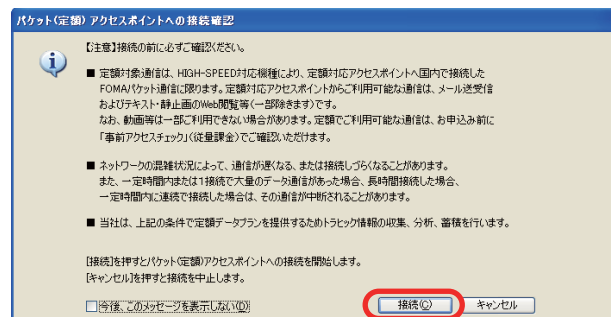 パケット(定額) アクセスポイントへの接続確認
【注意】接続の前に必ずご確認ください。
■ 定額対象通信は、HIGH-SPEED対応機種により、定額対応アクセスポイントへ国内で接続した
FOMAパケット通信に限ります。定額対応アクセスポイントからご利用可能な通信は、メール送受信
およびテキスト・静止画のWeb閲覧等(一部除きます)です。
なお、動画等は一部ご利用できない場合があります。定額でご利用可能な通信は、お申込み前に
「事前アクセスチェック」(従量課金)でご確認いただけます。
■ ネットワークの混雑状況によって、通信が遅くなる、または接続しづらくなることがあります。
また、一定時間内または1接続で大量のデータ通信があった場合、長時間接続した場合、
一定時間内に連続で接続した場合は、その通信が中断されることがあります。
■ 当社は、上記の条件で定額データプランを提供するためトラヒック情報の収集、分析、蓄積を行います。
[接続]を押すとパケット(定額)アクセスポイントへの接続を開始します。
[キャンセル]を押すと接続を中止します。
今後、このメッセージを表示しない(D) 接続(C) キャンセル